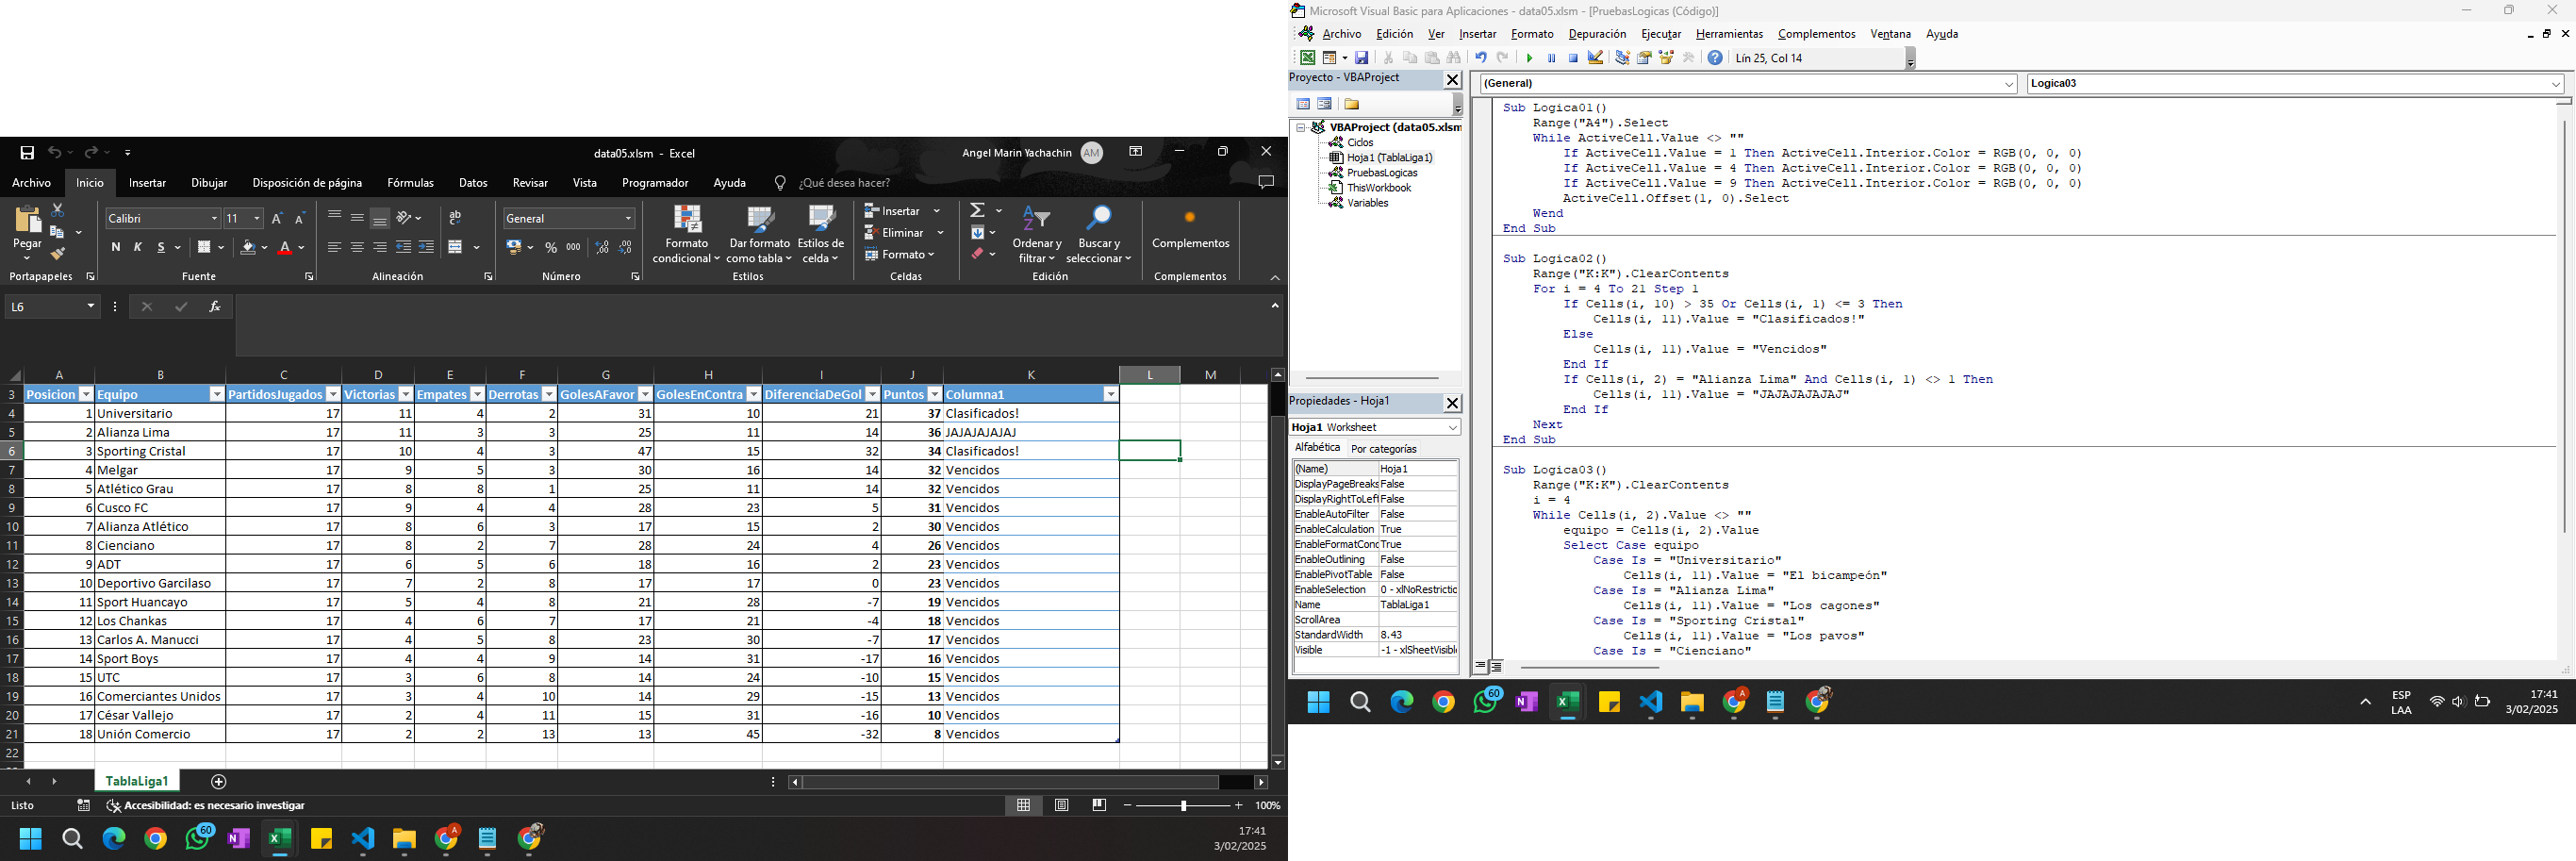 data05.xlsm - Excel
Angel Marin Yachachin
AM
Archivo Inicio Insertar Dibujar Disposición de página Fórmulas Datos Revisar Vista Programador Ayuda ¿Qué desea hacer?
Pegar
Calibri 11
N K S
General
% 000
Formato condicional
Dar formato como tabla
Estilos de celda
Insertar
Eliminar
Formato
Ordenar y filtrar
Buscar y seleccionar
Complementos
Portapapeles Fuente Alineación Número Estilos Celdas Edición Complementos
L6
fx
A B C D E F G H I J K L M
3 Posicion Equipo PartidosJugados Victorias Empates Derrotas GolesAFavor GolesEnContra DiferenciaDeGol Puntos Columna1
4 1 Universitario 17 11 4 2 31 10 21 37 Clasificados!
5 2 Alianza Lima 17 11 3 3 25 11 14 36 JAJAJAJAJAJ
6 3 Sporting Cristal 17 10 4 3 47 15 32 34 Clasificados!
7 4 Melgar 17 9 5 3 30 16 14 32 Vencidos
8 5 Atlético Grau 17 8 8 1 25 11 14 32 Vencidos
9 6 Cusco FC 17 9 4 4 28 23 5 31 Vencidos
10 7 Alianza Atlético 17 8 6 3 17 15 2 30 Vencidos
11 8 Cienciano 17 8 2 7 28 24 4 26 Vencidos
12 9 ADT 17 6 5 6 18 16 2 23 Vencidos
13 10 Deportivo Garcilaso 17 7 2 8 17 17 0 23 Vencidos
14 11 Sport Huancayo 17 5 4 8 21 28 -7 19 Vencidos
15 12 Los Chankas 17 4 6 7 17 21 -4 18 Vencidos
16 13 Carlos A. Manucci 17 4 5 8 23 30 -7 17 Vencidos
17 14 Sport Boys 17 4 4 9 14 31 -17 16 Vencidos
18 15 UTC 17 3 6 8 14 24 -10 15 Vencidos
19 16 Comerciantes Unidos 17 3 4 10 14 29 -15 13 Vencidos
20 17 César Vallejo 17 2 4 11 15 31 -16 10 Vencidos
21 18 Unión Comercio 17 2 2 13 13 45 -32 8 Vencidos
22
TablaLiga1
Listo Accesibilidad: es necesario investigar 100%
60
17:41
3/02/2025
Microsoft Visual Basic para Aplicaciones - data05.xlsm - [PruebasLogicas (Código)]
Archivo Edición Ver Insertar Formato Depuración Ejecutar Herramientas Complementos Ventana Ayuda
Lín 25, Col 14
Proyecto - VBAProject
VBAProject (data05.xlsm
Ciclos
Hoja1 (TablaLiga1)
PruebasLogicas
ThisWorkbook
Variables
Propiedades - Hoja1
Hoja1 Worksheet
Alfabética Por categorías
(Name) Hoja1
DisplayPageBreaks False
DisplayRightToLeft False
EnableAutoFilter False
EnableCalculation True
EnableFormatConc True
EnableOutlining False
EnablePivotTable False
EnableSelection 0 - xlNoRestrictic
Name TablaLiga1
ScrollArea
StandardWidth 8.43
Visible -1 - xlSheetVisibl
(General) Logica03
Sub Logica01()
Range("A4").Select
While ActiveCell.Value <> ""
If ActiveCell.Value = 1 Then ActiveCell.Interior.Color = RGB(0, 0, 0)
If ActiveCell.Value = 4 Then ActiveCell.Interior.Color = RGB(0, 0, 0)
If ActiveCell.Value = 9 Then ActiveCell.Interior.Color = RGB(0, 0, 0)
ActiveCell.Offset(1, 0).Select
Wend
End Sub
Sub Logica02()
Range("K:K").ClearContents
For i = 4 To 21 Step 1
If Cells(i, 10) > 35 Or Cells(i, 1) <= 3 Then
Cells(i, 11).Value = "Clasificados!"
Else
Cells(i, 11).Value = "Vencidos"
End If
If Cells(i, 2) = "Alianza Lima" And Cells(i, 1) <> 1 Then
Cells(i, 11).Value = "JAJAJAJAJAJ"
End If
Next
End Sub
Sub Logica03()
Range("K:K").ClearContents
i = 4
While Cells(i, 2).Value <> ""
equipo = Cells(i, 2).Value
Select Case equipo
Case Is = "Universitario"
Cells(i, 11).Value = "El bicampeón"
Case Is = "Alianza Lima"
Cells(i, 11).Value = "Los cagones"
Case Is = "Sporting Cristal"
Cells(i, 11).Value = "Los pavos"
Case Is = "Cienciano"
60
ESP
LAA
17:41
3/02/2025